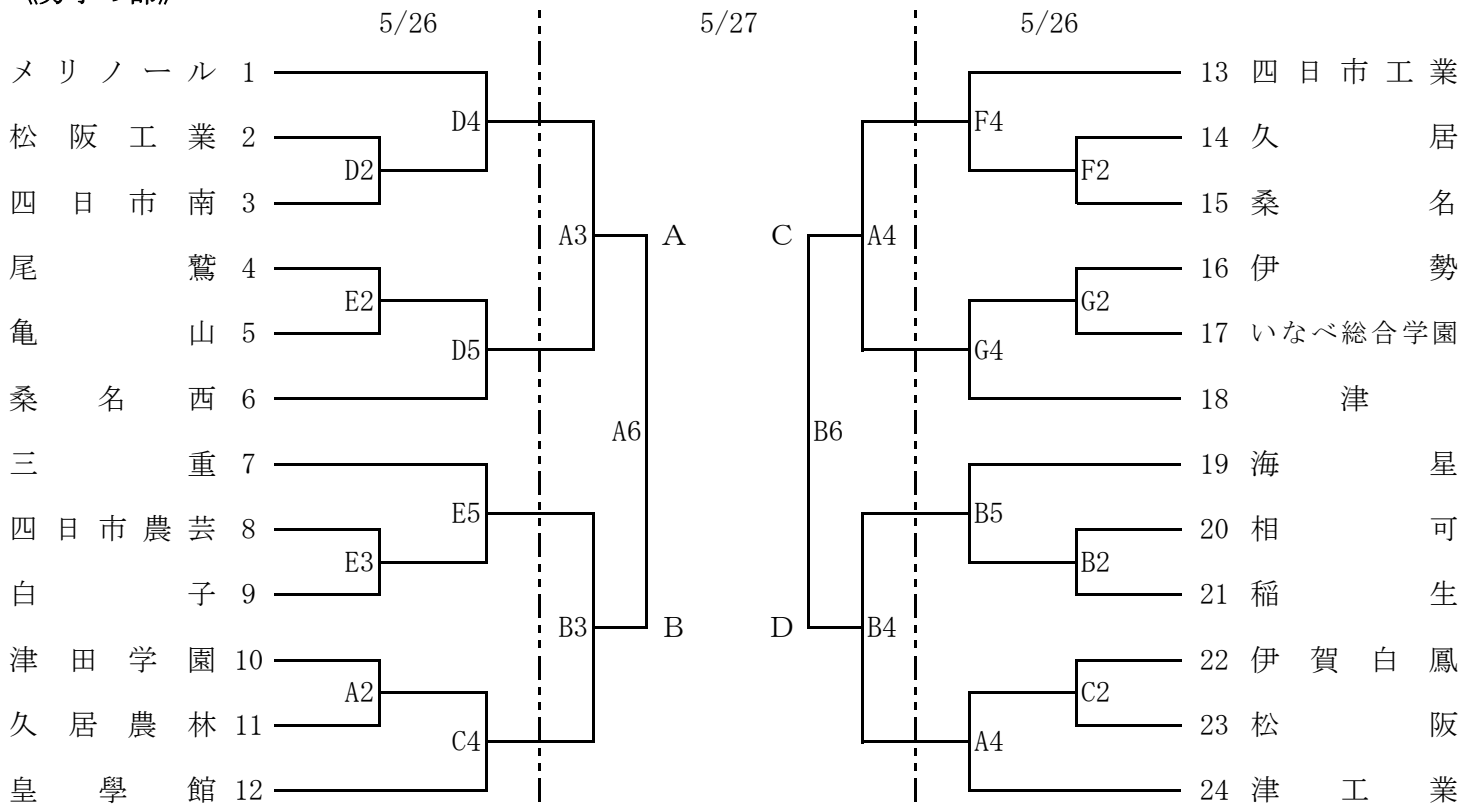 5/26 5/27 5/26
メリノール 1
13 四日市工業
D4
F4
松阪工業 2
14 久居
D2
F2
四日市南 3
15 桑名
A3 A C A4
尾鷲 4
16 伊勢
E2
G2
亀山 5
17 いなべ総合学園
D5
G4
桑名西 6
18 津
A6 B6
三重 7
19 海星
E5
B5
四日市農芸 8
20 相可
E3
B2
白子 9
21 稲生
B3 B D B4
津田学園 10
22 伊賀白鳳
A2
C2
久居農林 11
23 松阪
C4
A4
皇學館 12
24 津工業